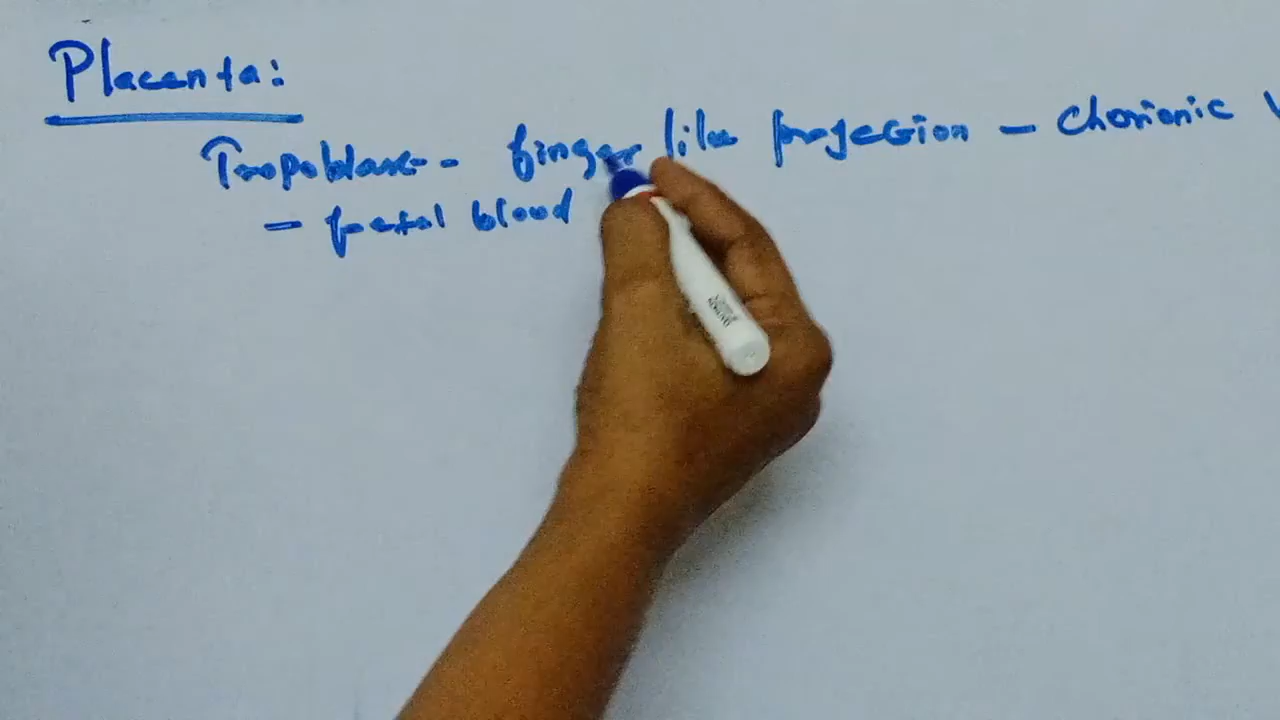 Placenta:
Tropoblast - finger like projection - chorionic
- foetal blood